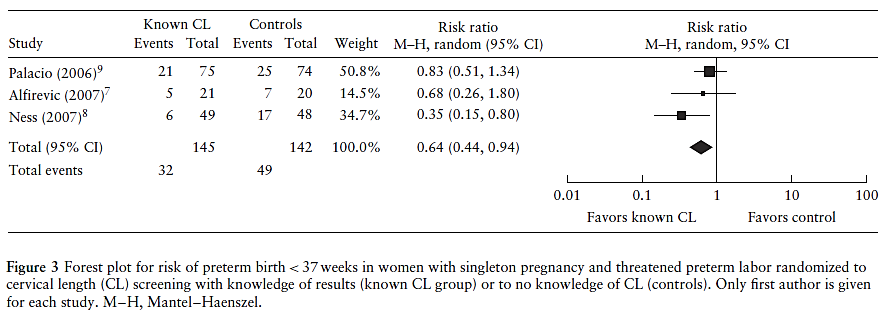 Known CL Controls Risk ratio Risk ratio
Study Events Total Events Total Weight M–H, random (95% CI) M–H, random, 95% CI
Palacio (2006)9 21 75 25 74 50.8% 0.83 (0.51, 1.34)
Alfirevic (2007)7 5 21 7 20 14.5% 0.68 (0.26, 1.80)
Ness (2007)8 6 49 17 48 34.7% 0.35 (0.15, 0.80)
Total (95% CI) 145 142 100.0% 0.64 (0.44, 0.94)
Total events 32 49
0.01 0.1 1 10 100
Favors known CL Favors control
Figure 3 Forest plot for risk of preterm birth < 37 weeks in women with singleton pregnancy and threatened preterm labor randomized to
cervical length (CL) screening with knowledge of results (known CL group) or to no knowledge of CL (controls). Only first author is given
for each study. M–H, Mantel–Haenszel.